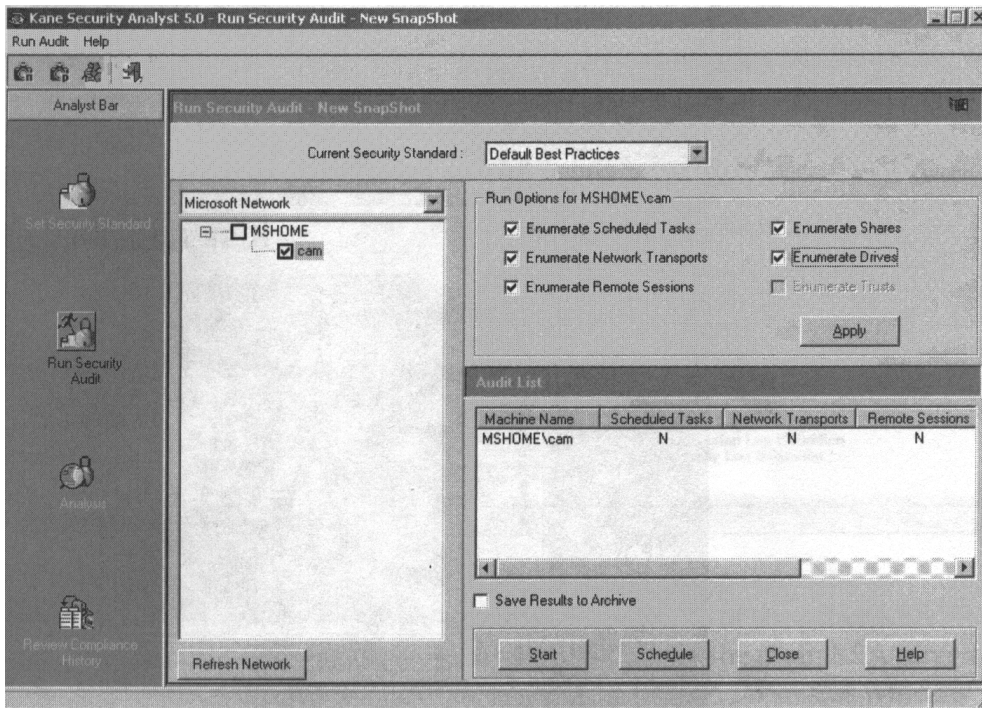 Kane Security Analyst 5.0 - Run Security Audit - New SnapShot
Run Audit Help
Analyst Bar
Set Security Standard
Run Security
Audit
Analysis
Review Compliance
History
Run Security Audit - New SnapShot
Current Security Standard :
Default Best Practices
Microsoft Network
MSHOME
cam
Refresh Network
Run Options for MSHOME\cam
Enumerate Scheduled Tasks
Enumerate Shares
Enumerate Network Transports
Enumerate Drives
Enumerate Remote Sessions
Enumerate Trusts
Apply
Audit List
Machine Name Scheduled Tasks Network Transports Remote Sessions
MSHOME\cam N N N
Save Results to Archive
Start Schedule Close Help